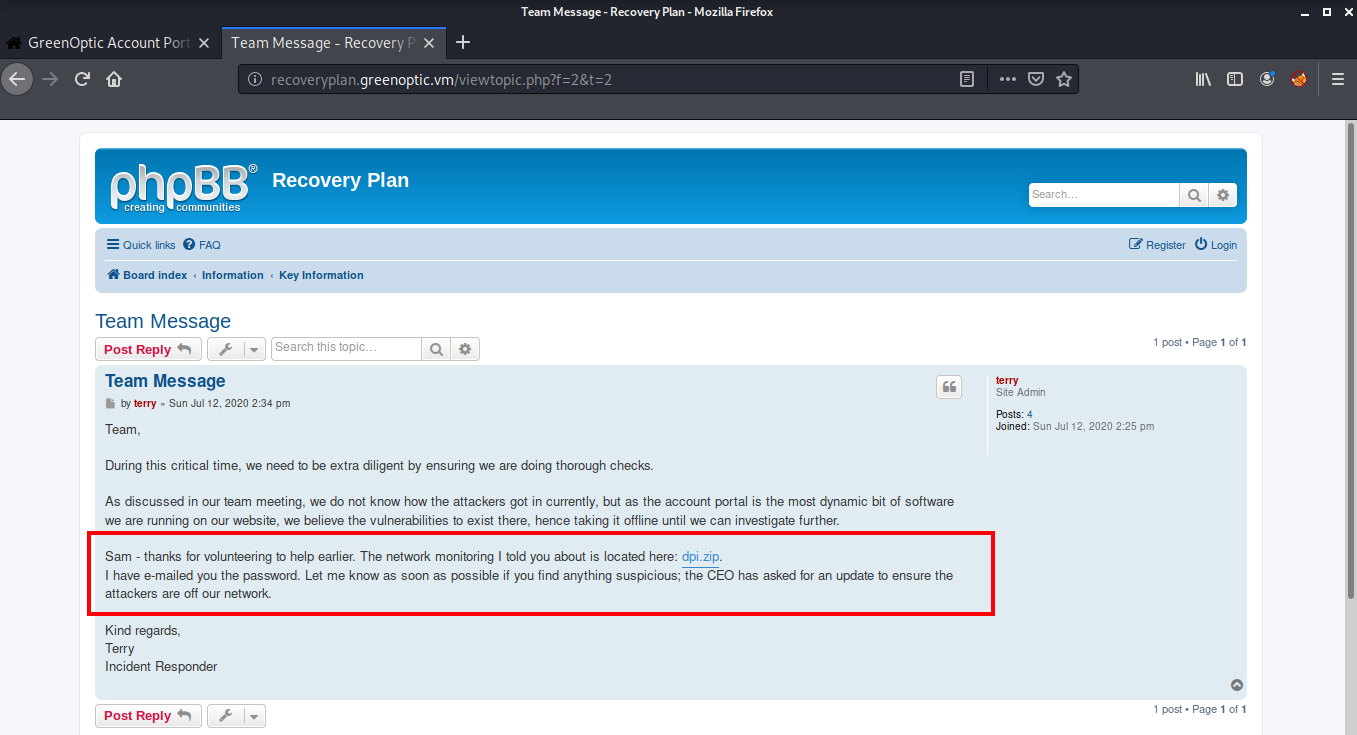 Team Message - Recovery Plan - Mozilla Firefox
GreenOptic Account Port
Team Message - Recovery P
recoveryplan.greenoptic.vm/viewtopic.php?f=2&t=2
phpBB®
creating communities
Recovery Plan
Search…
Quick links FAQ
Register Login
Board index ‹ Information ‹ Key Information
Team Message
Post Reply
Search this topic…
1 post • Page 1 of 1
Team Message
by terry » Sun Jul 12, 2020 2:34 pm
terry
Site Admin
Posts: 4
Joined: Sun Jul 12, 2020 2:25 pm
Team,
During this critical time, we need to be extra diligent by ensuring we are doing thorough checks.
As discussed in our team meeting, we do not know how the attackers got in currently, but as the account portal is the most dynamic bit of software
we are running on our website, we believe the vulnerabilities to exist there, hence taking it offline until we can investigate further.
Sam - thanks for volunteering to help earlier. The network monitoring I told you about is located here: dpi.zip.
I have e-mailed you the password. Let me know as soon as possible if you find anything suspicious; the CEO has asked for an update to ensure the
attackers are off our network.
Kind regards,
Terry
Incident Responder
Post Reply
1 post • Page 1 of 1